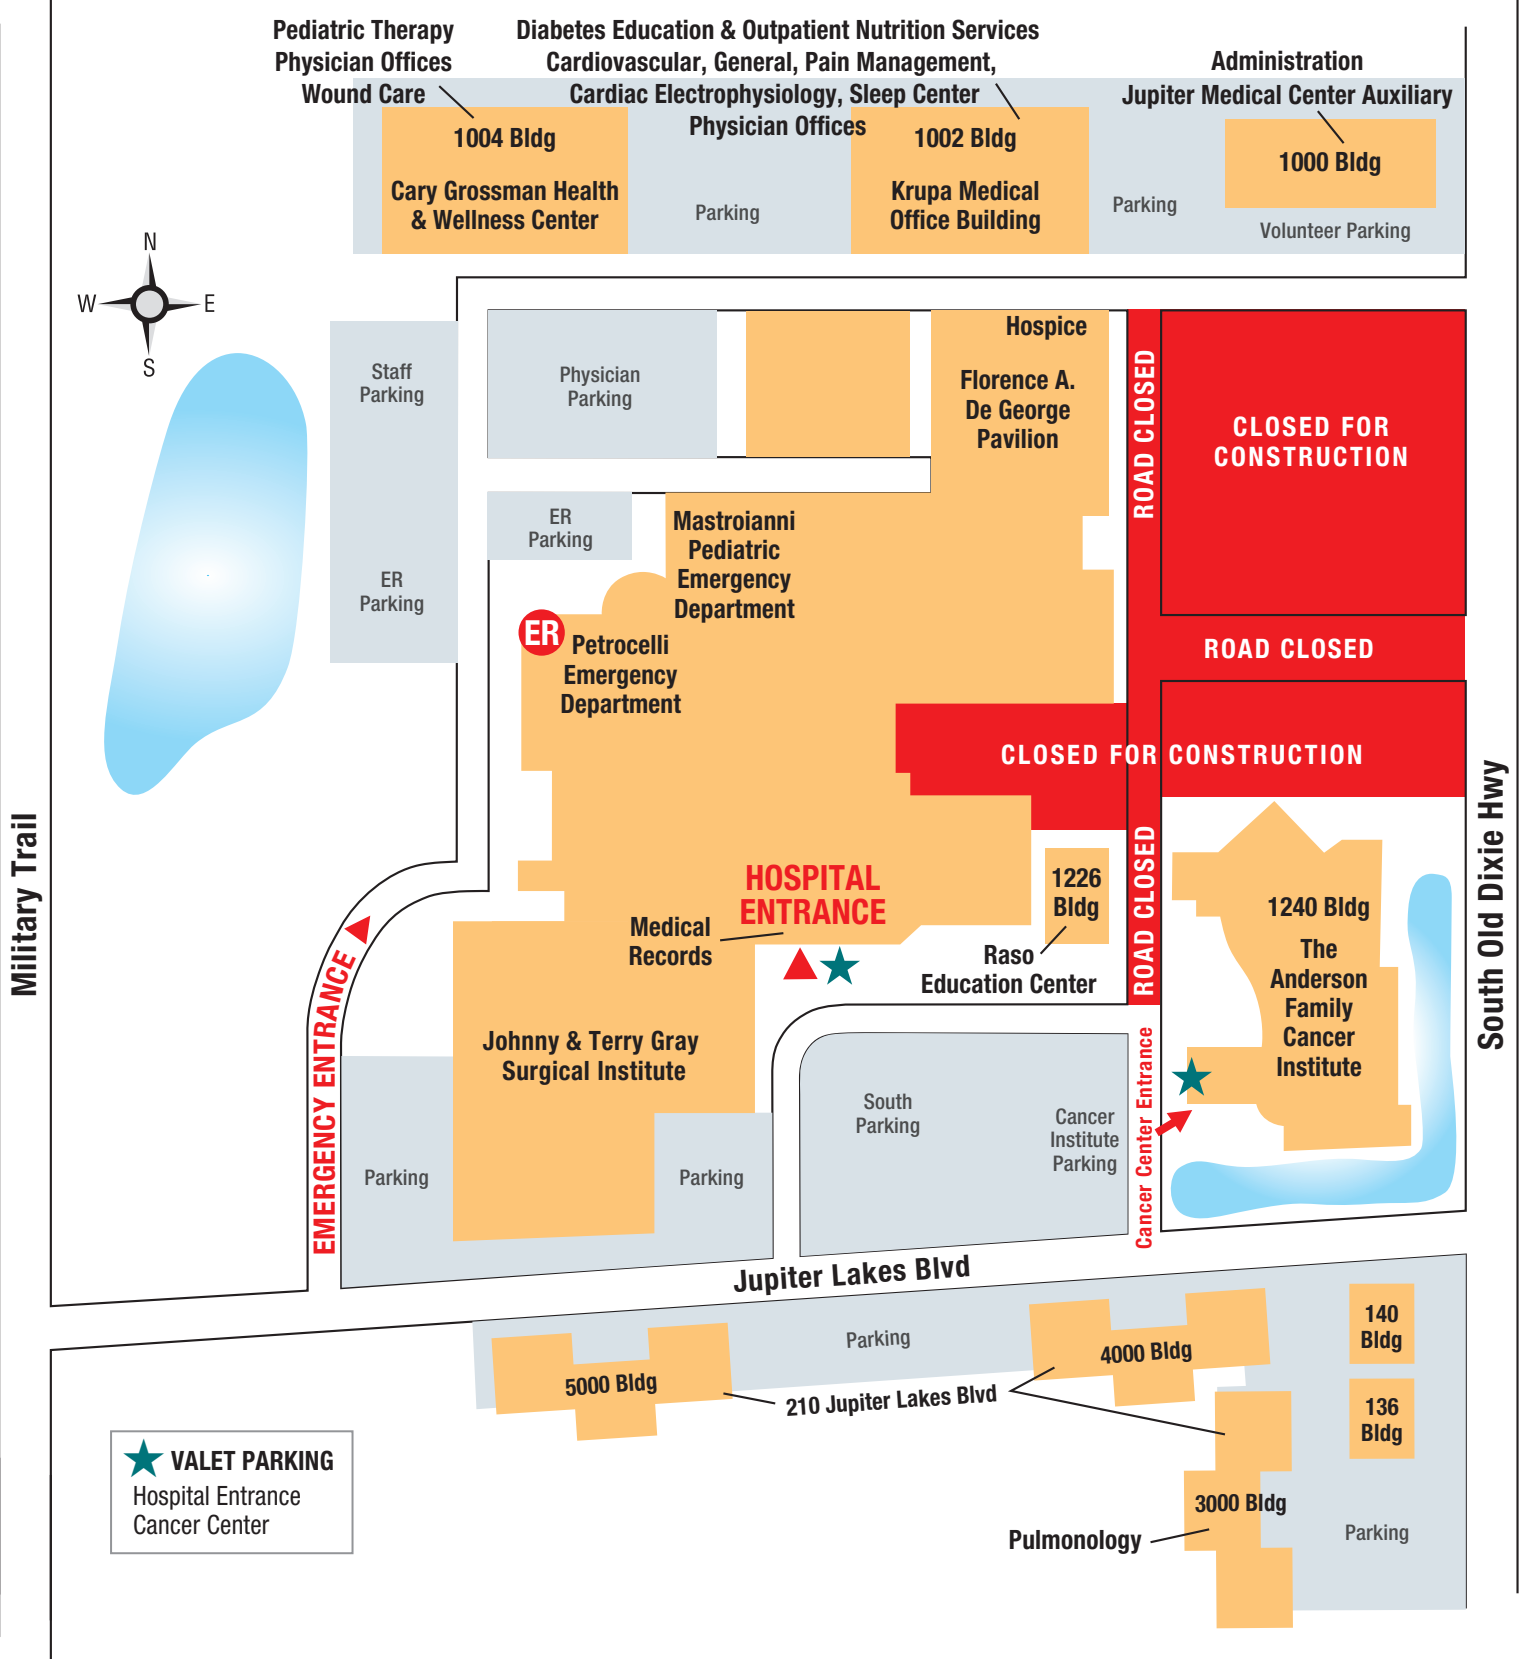 Pediatric Therapy
Physician Offices
Wound Care
Diabetes Education & Outpatient Nutrition Services
Cardiovascular, General, Pain Management,
Cardiac Electrophysiology, Sleep Center
Physician Offices
Administration
Jupiter Medical Center Auxiliary
1004 Bldg
Cary Grossman Health
& Wellness Center
Parking
1002 Bldg
Krupa Medical
Office Building
Parking
1000 Bldg
Volunteer Parking
N
W
E
S
Staff
Parking
ER
Parking
Physician
Parking
Hospice
Florence A.
De George
Pavilion
ROAD CLOSED
CLOSED FOR
CONSTRUCTION
ER
Parking
Mastroianni
Pediatric
Emergency
Department
ER
Petrocelli
Emergency
Department
ROAD CLOSED
CLOSED FOR CONSTRUCTION
Military Trail
South Old Dixie Hwy
ROAD CLOSED
HOSPITAL
ENTRANCE
Medical
Records
1226
Bldg
Raso
Education Center
1240 Bldg
The
Anderson
Family
Cancer
Institute
EMERGENCY ENTRANCE
Johnny & Terry Gray
Surgical Institute
Parking
Parking
South
Parking
Cancer
Institute
Parking
Cancer Center Entrance
Jupiter Lakes Blvd
Parking
5000 Bldg
210 Jupiter Lakes Blvd
4000 Bldg
140
Bldg
136
Bldg
3000 Bldg
Pulmonology
Parking
VALET PARKING
Hospital Entrance
Cancer Center